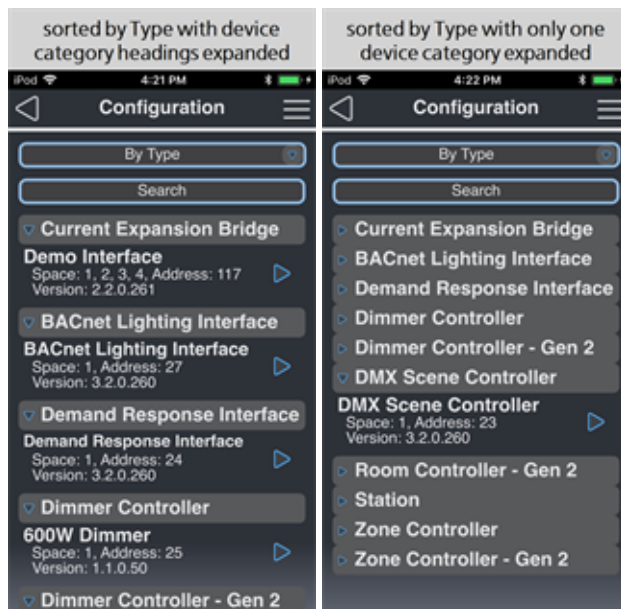 sorted by Type with device
category headings expanded
iPod 4:21 PM
Configuration
By Type
Search
Current Expansion Bridge
Demo Interface
Space: 1, 2, 3, 4, Address: 117
Version: 2.2.0.261
BACnet Lighting Interface
BACnet Lighting Interface
Space: 1, Address: 27
Version: 3.2.0.260
Demand Response Interface
Demand Response Interface
Space: 1, Address: 24
Version: 3.2.0.260
Dimmer Controller
600W Dimmer
Space: 1, Address: 25
Version: 1.1.0.50
Dimmer Controller - Gen 2
sorted by Type with only one
device category expanded
iPod 4:22 PM
Configuration
By Type
Search
Current Expansion Bridge
BACnet Lighting Interface
Demand Response Interface
Dimmer Controller
Dimmer Controller - Gen 2
DMX Scene Controller
DMX Scene Controller
Space: 1, Address: 23
Version: 3.2.0.260
Room Controller - Gen 2
Station
Zone Controller
Zone Controller - Gen 2